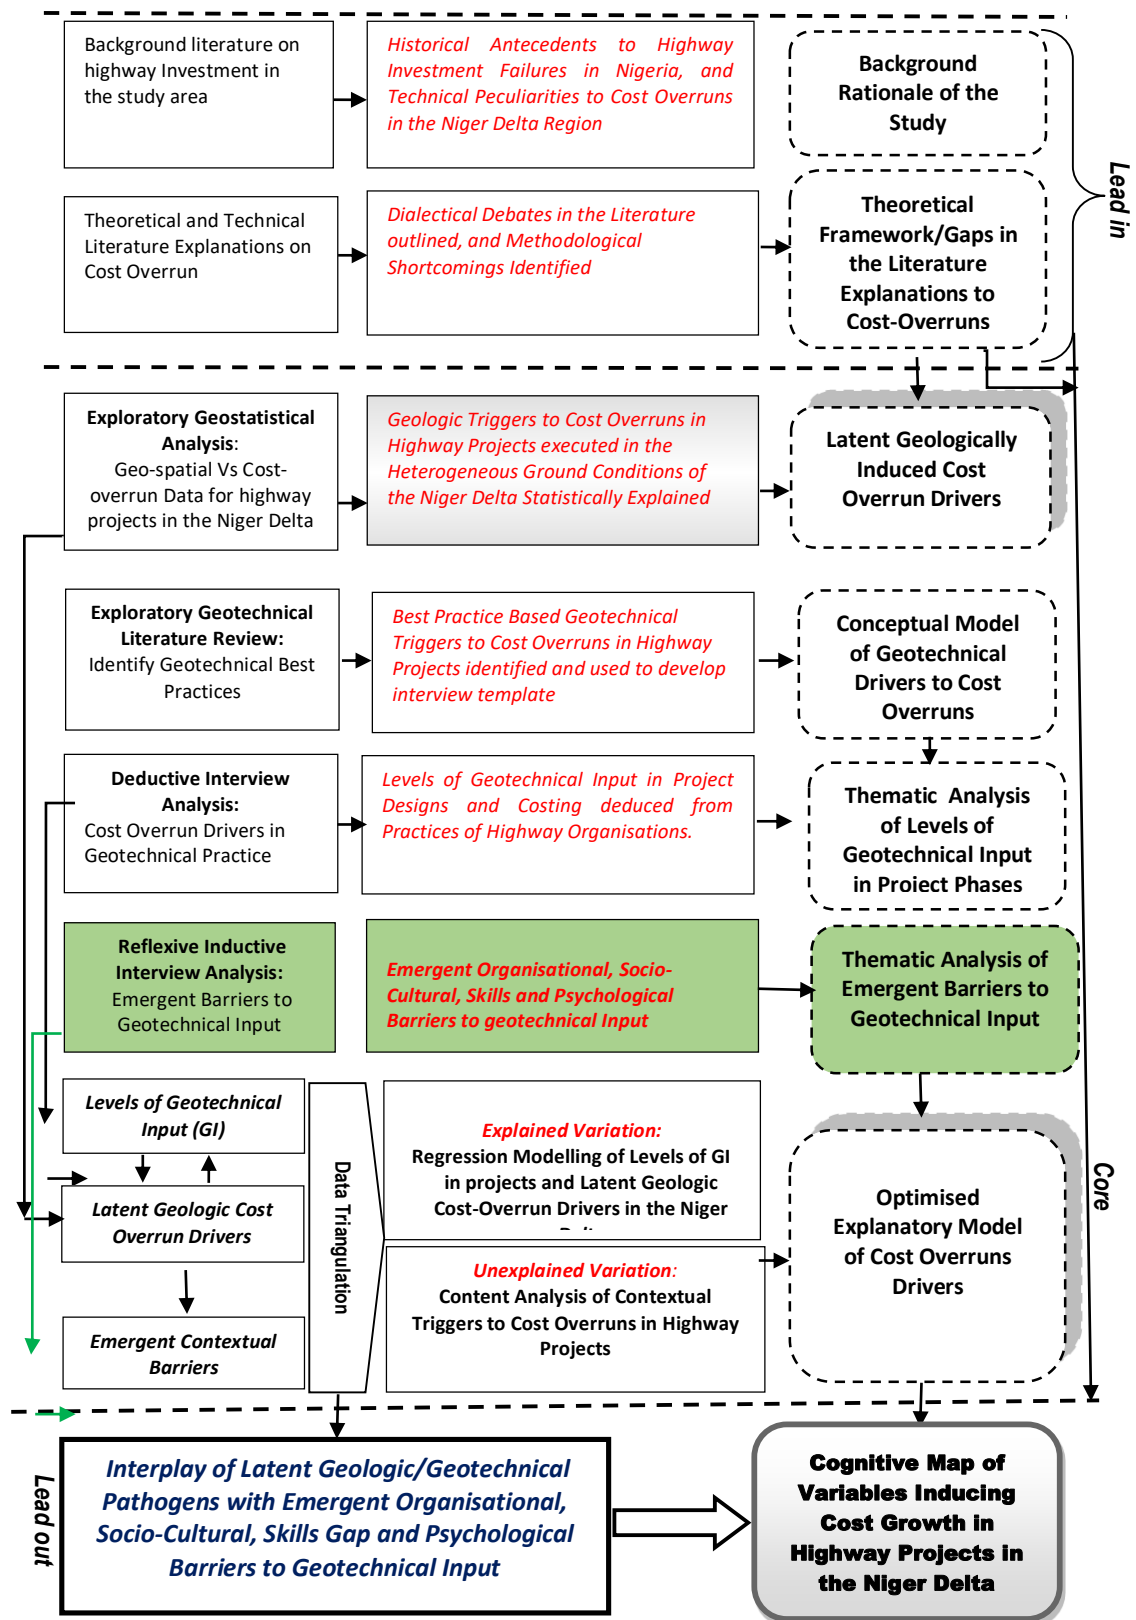 Background literature on
highway Investment in
the study area
Historical Antecedents to Highway
Investment Failures in Nigeria, and
Technical Peculiarities to Cost Overruns
in the Niger Delta Region
Background
Rationale of the
Study
Lead in
Theoretical and Technical
Literature Explanations on
Cost Overrun
Dialectical Debates in the Literature
outlined, and Methodological
Shortcomings Identified
Theoretical
Framework/Gaps in
the Literature
Explanations to
Cost-Overruns
Exploratory Geostatistical
Analysis:
Geo-spatial Vs Cost-
overrun Data for highway
projects in the Niger Delta
Geologic Triggers to Cost Overruns in
Highway Projects executed in the
Heterogeneous Ground Conditions of
the Niger Delta Statistically Explained
Latent Geologically
Induced Cost
Overrun Drivers
Exploratory Geotechnical
Literature Review:
Identify Geotechnical Best
Practices
Best Practice Based Geotechnical
Triggers to Cost Overruns in Highway
Projects identified and used to develop
interview template
Conceptual Model
of Geotechnical
Drivers to Cost
Overruns
Deductive Interview
Analysis:
Cost Overrun Drivers in
Geotechnical Practice
Levels of Geotechnical Input in Project
Designs and Costing deduced from
Practices of Highway Organisations.
Thematic Analysis
of Levels of
Geotechnical Input
in Project Phases
Reflexive Inductive
Interview Analysis:
Emergent Barriers to
Geotechnical Input
Emergent Organisational, Socio-
Cultural, Skills and Psychological
Barriers to geotechnical Input
Thematic Analysis of
Emergent Barriers to
Geotechnical Input
Levels of Geotechnical
Input (GI)
Latent Geologic Cost
Overrun Drivers
Emergent Contextual
Barriers
Data Triangulation
Explained Variation:
Regression Modelling of Levels of GI
in projects and Latent Geologic
Cost-Overrun Drivers in the Niger
Delta
Unexplained Variation:
Content Analysis of Contextual
Triggers to Cost Overruns in Highway
Projects
Optimised
Explanatory Model
of Cost Overruns
Drivers
Core
Lead out
Interplay of Latent Geologic/Geotechnical
Pathogens with Emergent Organisational,
Socio-Cultural, Skills Gap and Psychological
Barriers to Geotechnical Input
Cognitive Map of
Variables Inducing
Cost Growth in
Highway Projects in
the Niger Delta